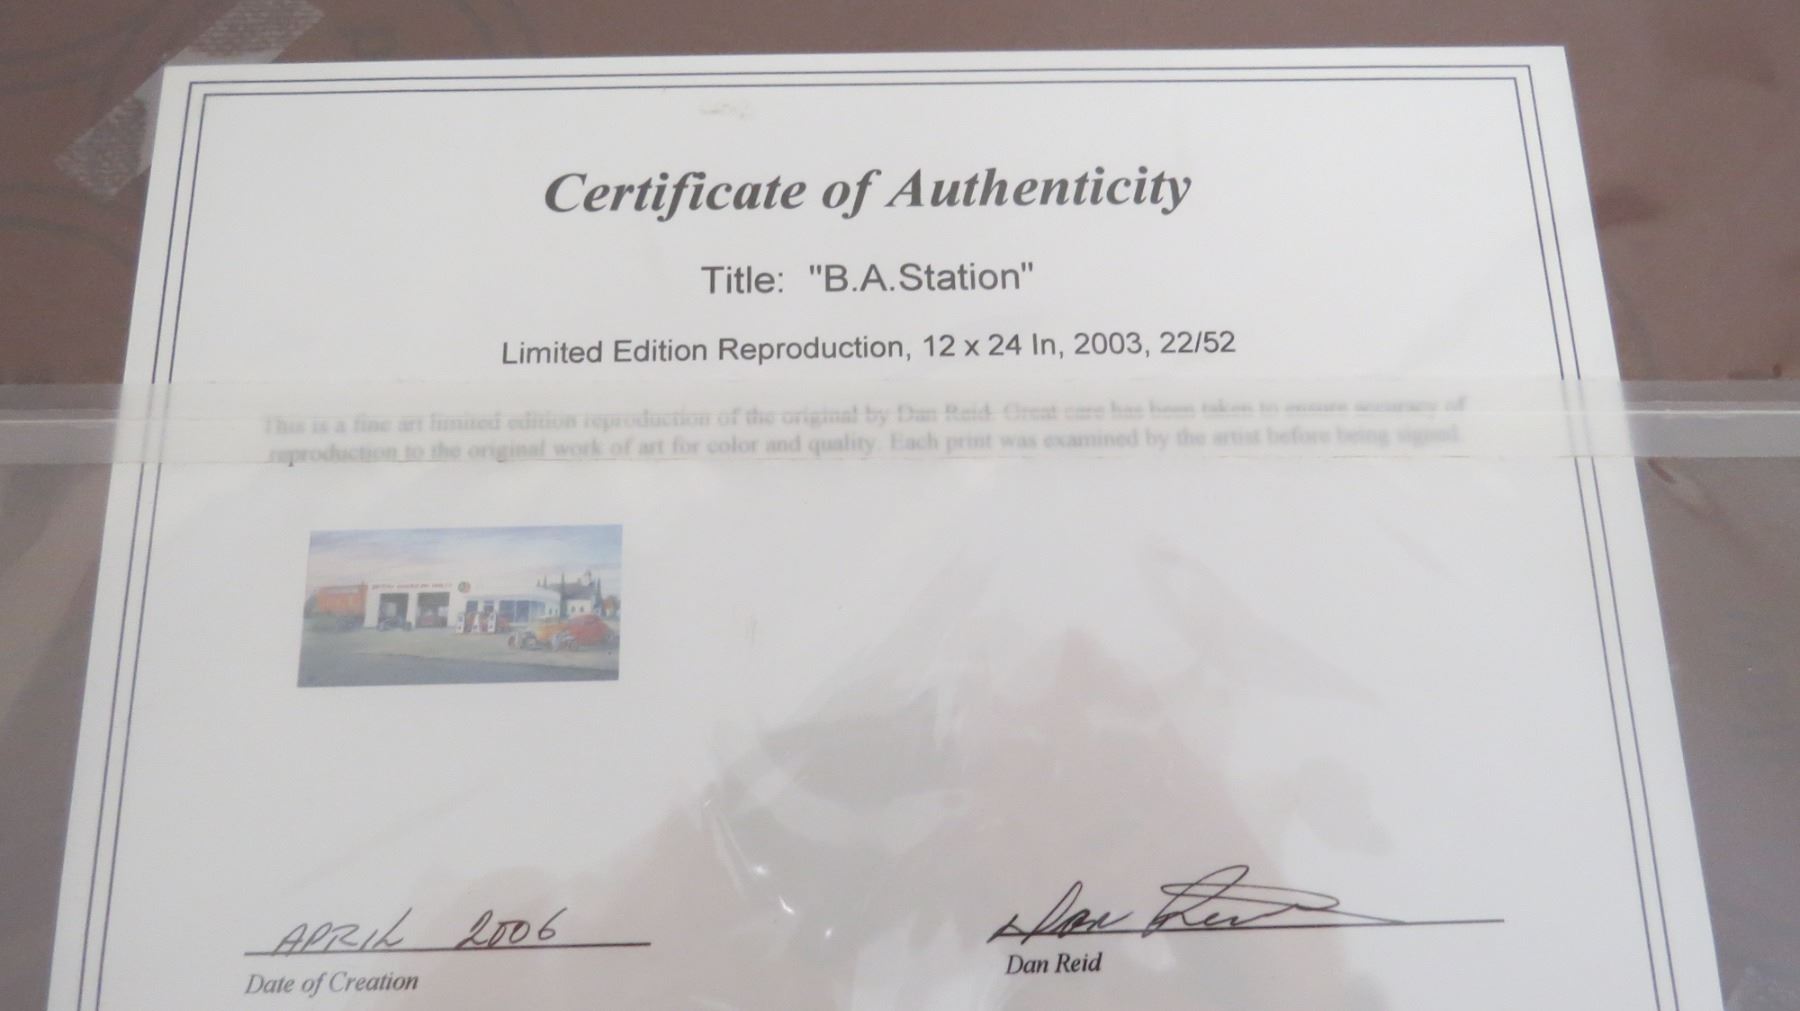 Certificate of Authenticity
Title: "B.A.Station"
Limited Edition Reproduction, 12 x 24 In, 2003, 22/52
This is a fine art limited edition reproduction of the original by Dan Reid. Great care has been taken to ensure accuracy of
reproduction to the original work of art for color and quality. Each print was examined by the artist before being signed.
APRIL 2006
Dan Reid
Date of Creation
Dan Reid